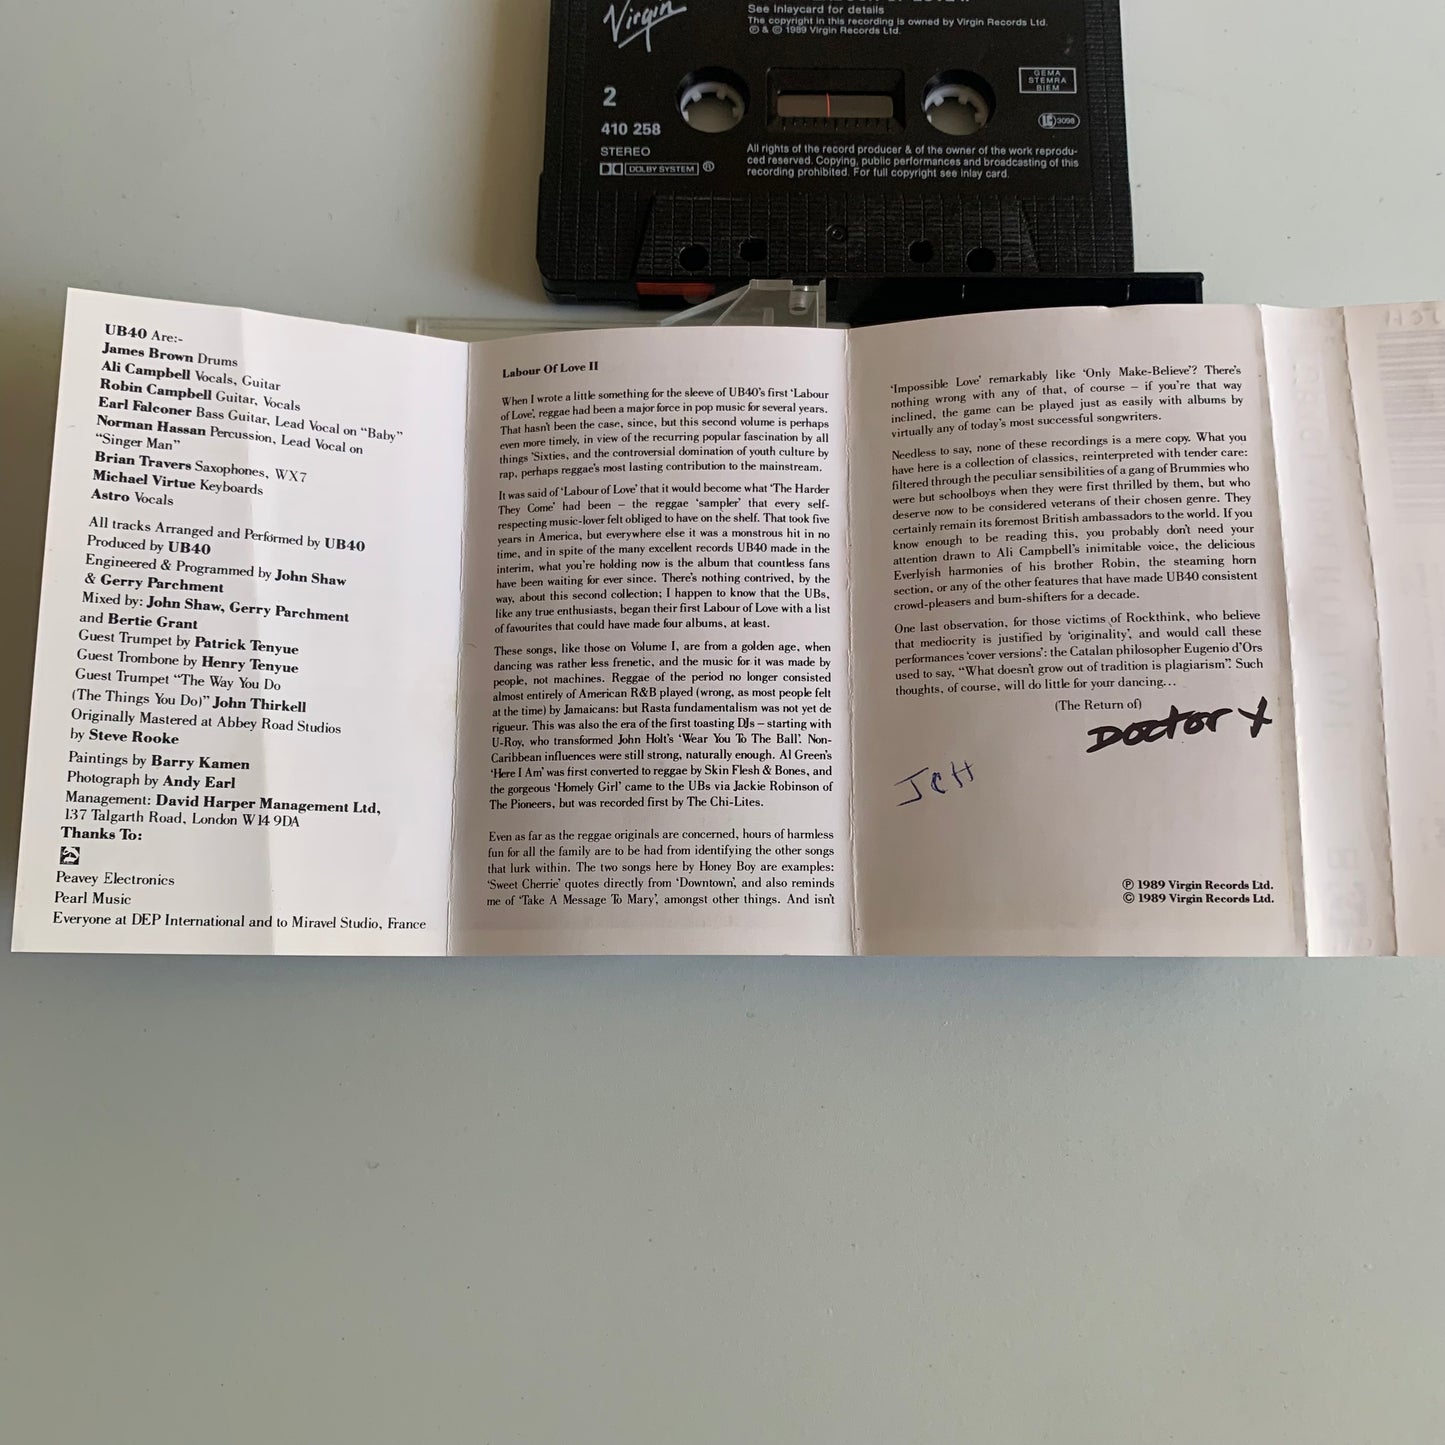 Virgin
See Inlaycard for details
The copyright in this recording is owned by Virgin Records Ltd.
Ⓟ & © 1989 Virgin Records Ltd.
2
410 258
STEREO
DOLBY SYSTEM ®
GEMA
STEMRA
BIEM
LC 3098
All rights of the record producer & of the owner of the work reprodu-
ced reserved. Copying, public performances and broadcasting of this
recording prohibited. For full copyright see inlay card.
UB40 Are:-
James Brown Drums
Ali Campbell Vocals, Guitar
Robin Campbell Guitar, Vocals
Earl Falconer Bass Guitar, Lead Vocal on “Baby”
Norman Hassan Percussion, Lead Vocal on
“Singer Man”
Brian Travers Saxophones, WX7
Michael Virtue Keyboards
Astro Vocals
All tracks Arranged and Performed by UB40
Produced by UB40
Engineered & Programmed by John Shaw
& Gerry Parchment
Mixed by: John Shaw, Gerry Parchment
and Bertie Grant
Guest Trumpet by Patrick Tenyue
Guest Trombone by Henry Tenyue
Guest Trumpet “The Way You Do
(The Things You Do)” John Thirkell
Originally Mastered at Abbey Road Studios
by Steve Rooke
Paintings by Barry Kamen
Photograph by Andy Earl
Management: David Harper Management Ltd,
137 Talgarth Road, London W14 9DA
Thanks To:
Peavey Electronics
Pearl Music
Everyone at DEP International and to Miravel Studio, France
Labour Of Love II
When I wrote a little something for the sleeve of UB40’s first ‘Labour
of Love’, reggae had been a major force in pop music for several years.
That hasn’t been the case, since, but this second volume is perhaps
even more timely, in view of the recurring popular fascination by all
things ’Sixties, and the controversial domination of youth culture by
rap, perhaps reggae’s most lasting contribution to the mainstream.
It was said of ‘Labour of Love’ that it would become what ‘The Harder
They Come’ had been – the reggae ‘sampler’ that every self-
respecting music-lover felt obliged to have on the shelf. That took five
years in America, but everywhere else it was a monstrous hit in no
time, and in spite of the many excellent records UB40 made in the
interim, what you’re holding now is the album that countless fans
have been waiting for ever since. There’s nothing contrived, by the
way, about this second collection; I happen to know that the UBs,
like any true enthusiasts, began their first Labour of Love with a list
of favourites that could have made four albums, at least.
These songs, like those on Volume I, are from a golden age, when
dancing was rather less frenetic, and the music for it was made by
people, not machines. Reggae of the period no longer consisted
almost entirely of American R&B played (wrong, as most people felt
at the time) by Jamaicans: but Rasta fundamentalism was not yet de
rigueur. This was also the era of the first toasting DJs – starting with
U-Roy, who transformed John Holt’s ‘Wear You To The Ball’. Non-
Caribbean influences were still strong, naturally enough. Al Green’s
‘Here I Am’ was first converted to reggae by Skin Flesh & Bones, and
the gorgeous ‘Homely Girl’ came to the UBs via Jackie Robinson of
The Pioneers, but was recorded first by The Chi-Lites.
Even as far as the reggae originals are concerned, hours of harmless
fun for all the family are to be had from identifying the other songs
that lurk within. The two songs here by Honey Boy are examples:
‘Sweet Cherrie’ quotes directly from ‘Downtown’, and also reminds
me of ‘Take A Message To Mary’, amongst other things. And isn’t
‘Impossible Love’ remarkably like ‘Only Make-Believe’? There’s
nothing wrong with any of that, of course – if you’re that way
inclined, the game can be played just as easily with albums by
virtually any of today’s most successful songwriters.
Needless to say, none of these recordings is a mere copy. What you
have here is a collection of classics, reinterpreted with tender care:
filtered through the peculiar sensibilities of a gang of Brummies who
were but schoolboys when they were first thrilled by them, but who
deserve now to be considered veterans of their chosen genre. They
certainly remain its foremost British ambassadors to the world. If you
know enough to be reading this, you probably don’t need your
attention drawn to Ali Campbell’s inimitable voice, the delicious
Everlyish harmonies of his brother Robin, the steaming horn
section, or any of the other features that have made UB40 consistent
crowd-pleasers and bum-shifters for a decade.
One last observation, for those victims of Rockthink, who believe
that mediocrity is justified by ‘originality’, and would call these
performances ‘cover versions’: the Catalan philosopher Eugenio d’Ors
used to say, “What doesn’t grow out of tradition is plagiarism”. Such
thoughts, of course, will do little for your dancing...
(The Return of)
DOCTOR X
JCH
Ⓟ 1989 Virgin Records Ltd.
© 1989 Virgin Records Ltd.